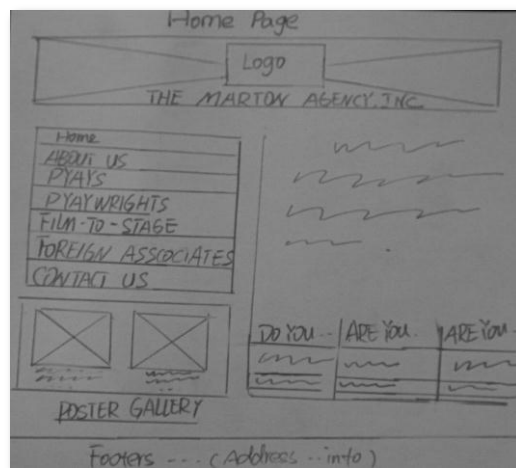 Home Page
Logo
THE MARTON AGENCY, INC
Home
ABOUT US
PYAYS
PYAYWRIGHTS
FILM-TO-STAGE
FOREIGN ASSCOCIATES
CONTACT US
DO YOU... ARE YOU.. ARE YOU...
POSTER GALLERY
Footers ---- (Address -- info)